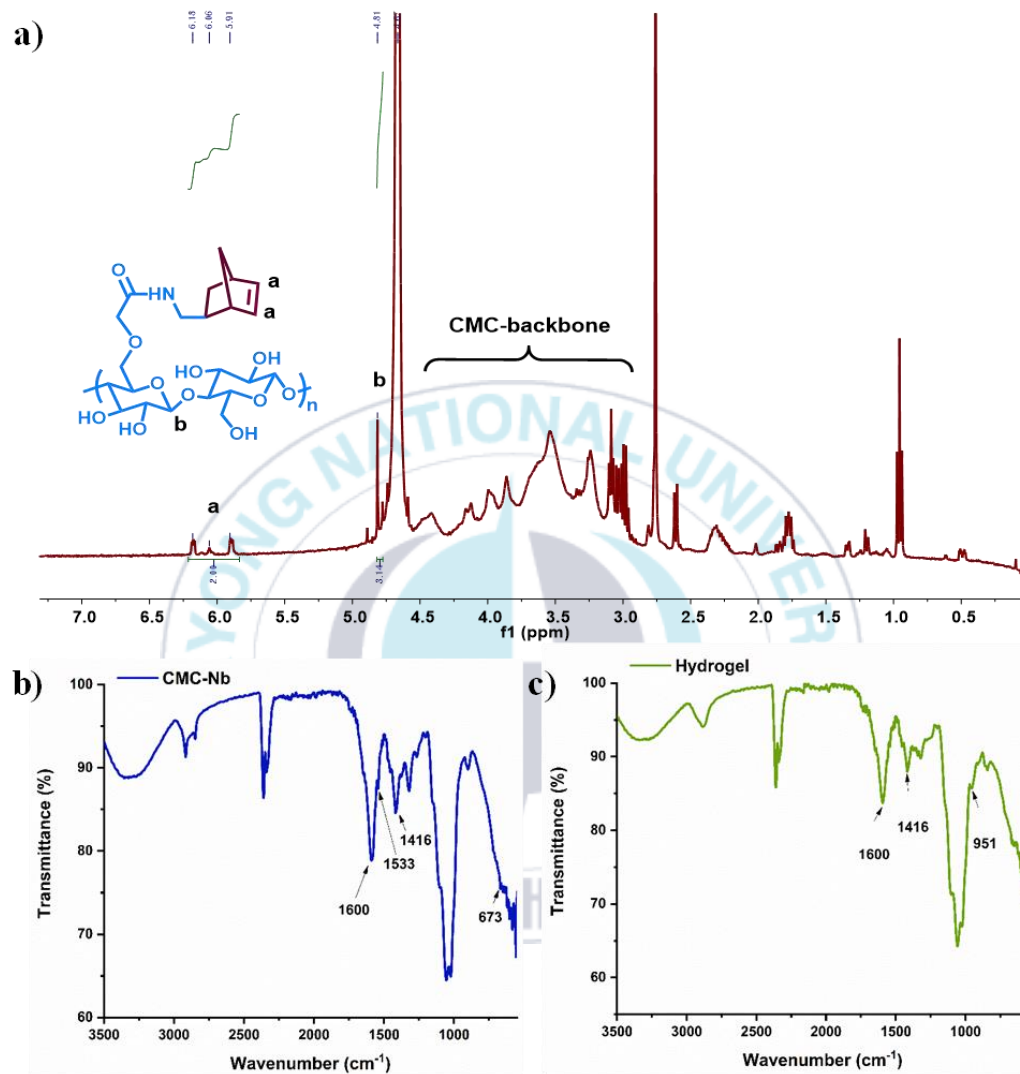 a)
6.18
6.06
5.91
4.81
O
N
H
a
a
O
HO
OH
O
O
O
O
n
HO
HO
b
OH
OH
a
b
CMC-backbone
3.14
7.0 6.5 6.0 5.5 5.0 4.5 4.0 3.5 3.0 2.5 2.0 1.5 1.0 0.5
f1 (ppm)
YONG NATIONAL UNIVER
b)
CMC-Nb
100
90
80
70
60
Transmittance (%)
1600
1533
1416
673
3500 3000 2500 2000 1500 1000
Wavenumber (cm⁻¹)
c)
Hydrogel
100
90
80
70
60
Transmittance (%)
1600
1416
951
3500 3000 2500 2000 1500 1000
Wavenumber (cm⁻¹)